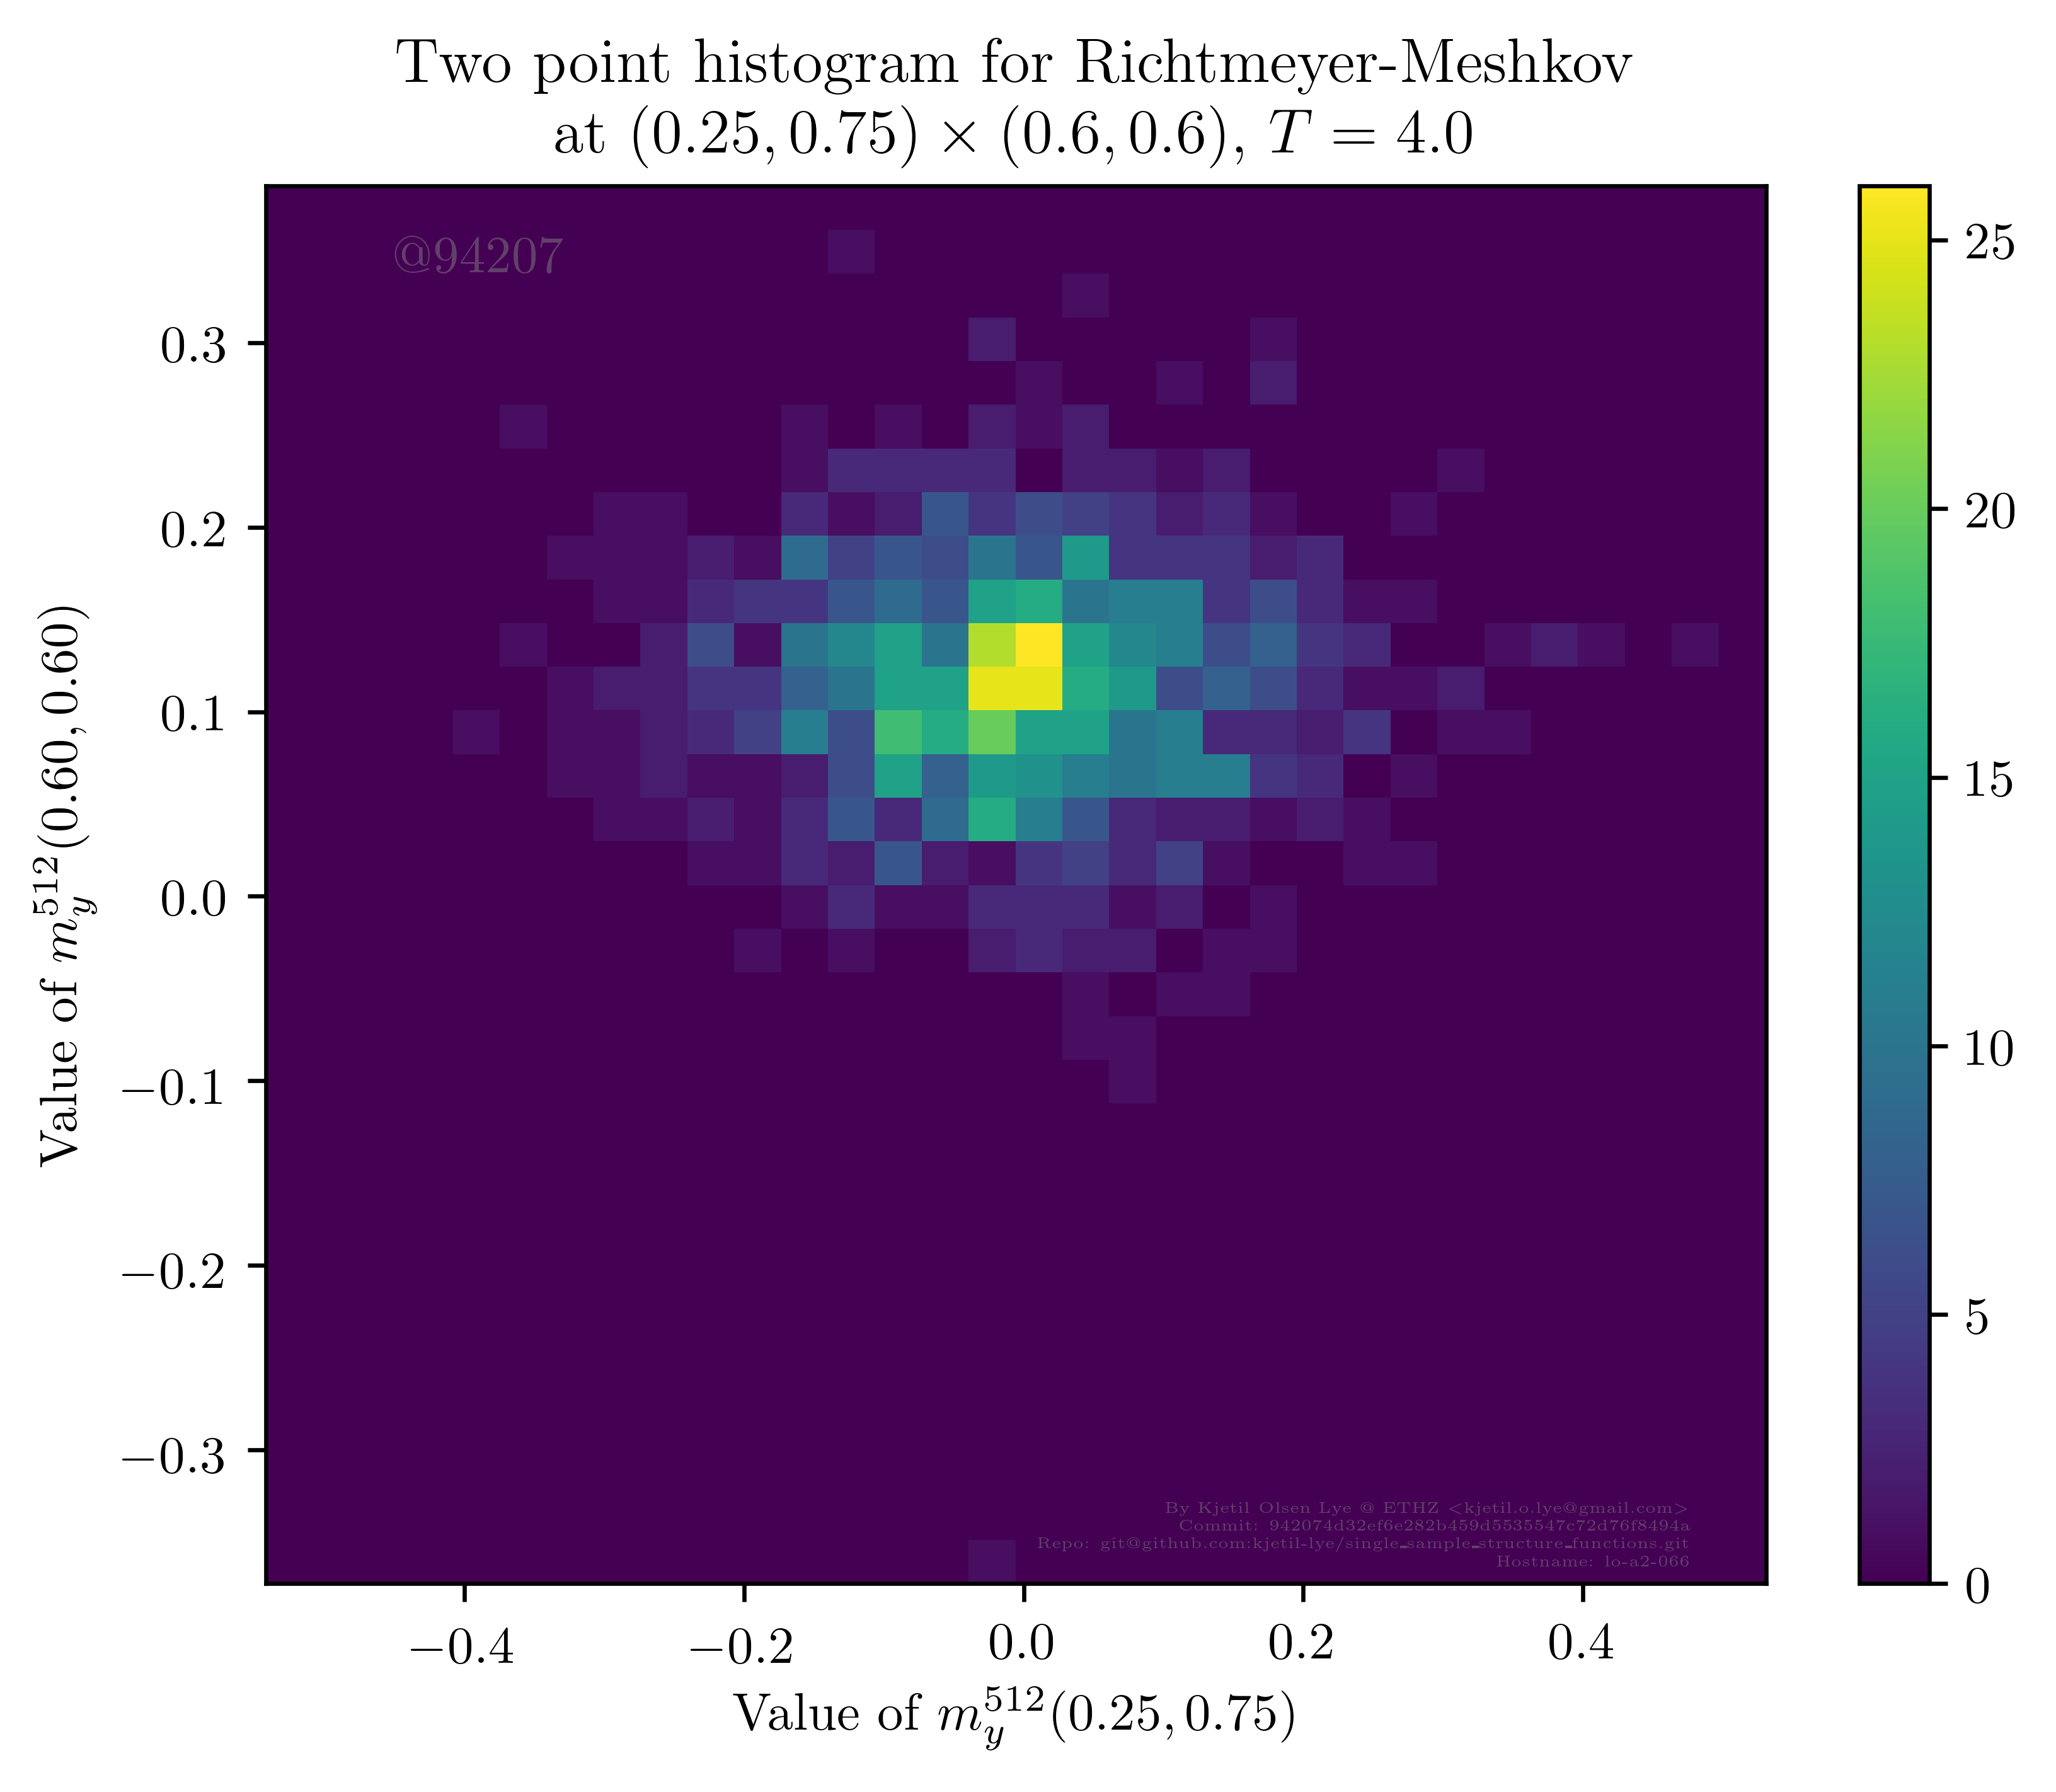 Two point histogram for Richtmeyer-Meshkov
at (0.25, 0.75) × (0.6, 0.6), T = 4.0
@94207
0.3
0.2
0.1
0.0
−0.1
−0.2
−0.3
Value of m_y^512(0.60, 0.60)
−0.4
−0.2
0.0
0.2
0.4
Value of m_y^512(0.25, 0.75)
25
20
15
10
5
0
By Kjetil Olsen Lye @ ETHZ <kjetil.o.lye@gmail.com>
Commit: 942074d32ef6e282b459d5535547c72d76f8494a
Repo: git@github.com:kjetil-lye/single_sample_structure_functions.git
Hostname: lo-a2-066